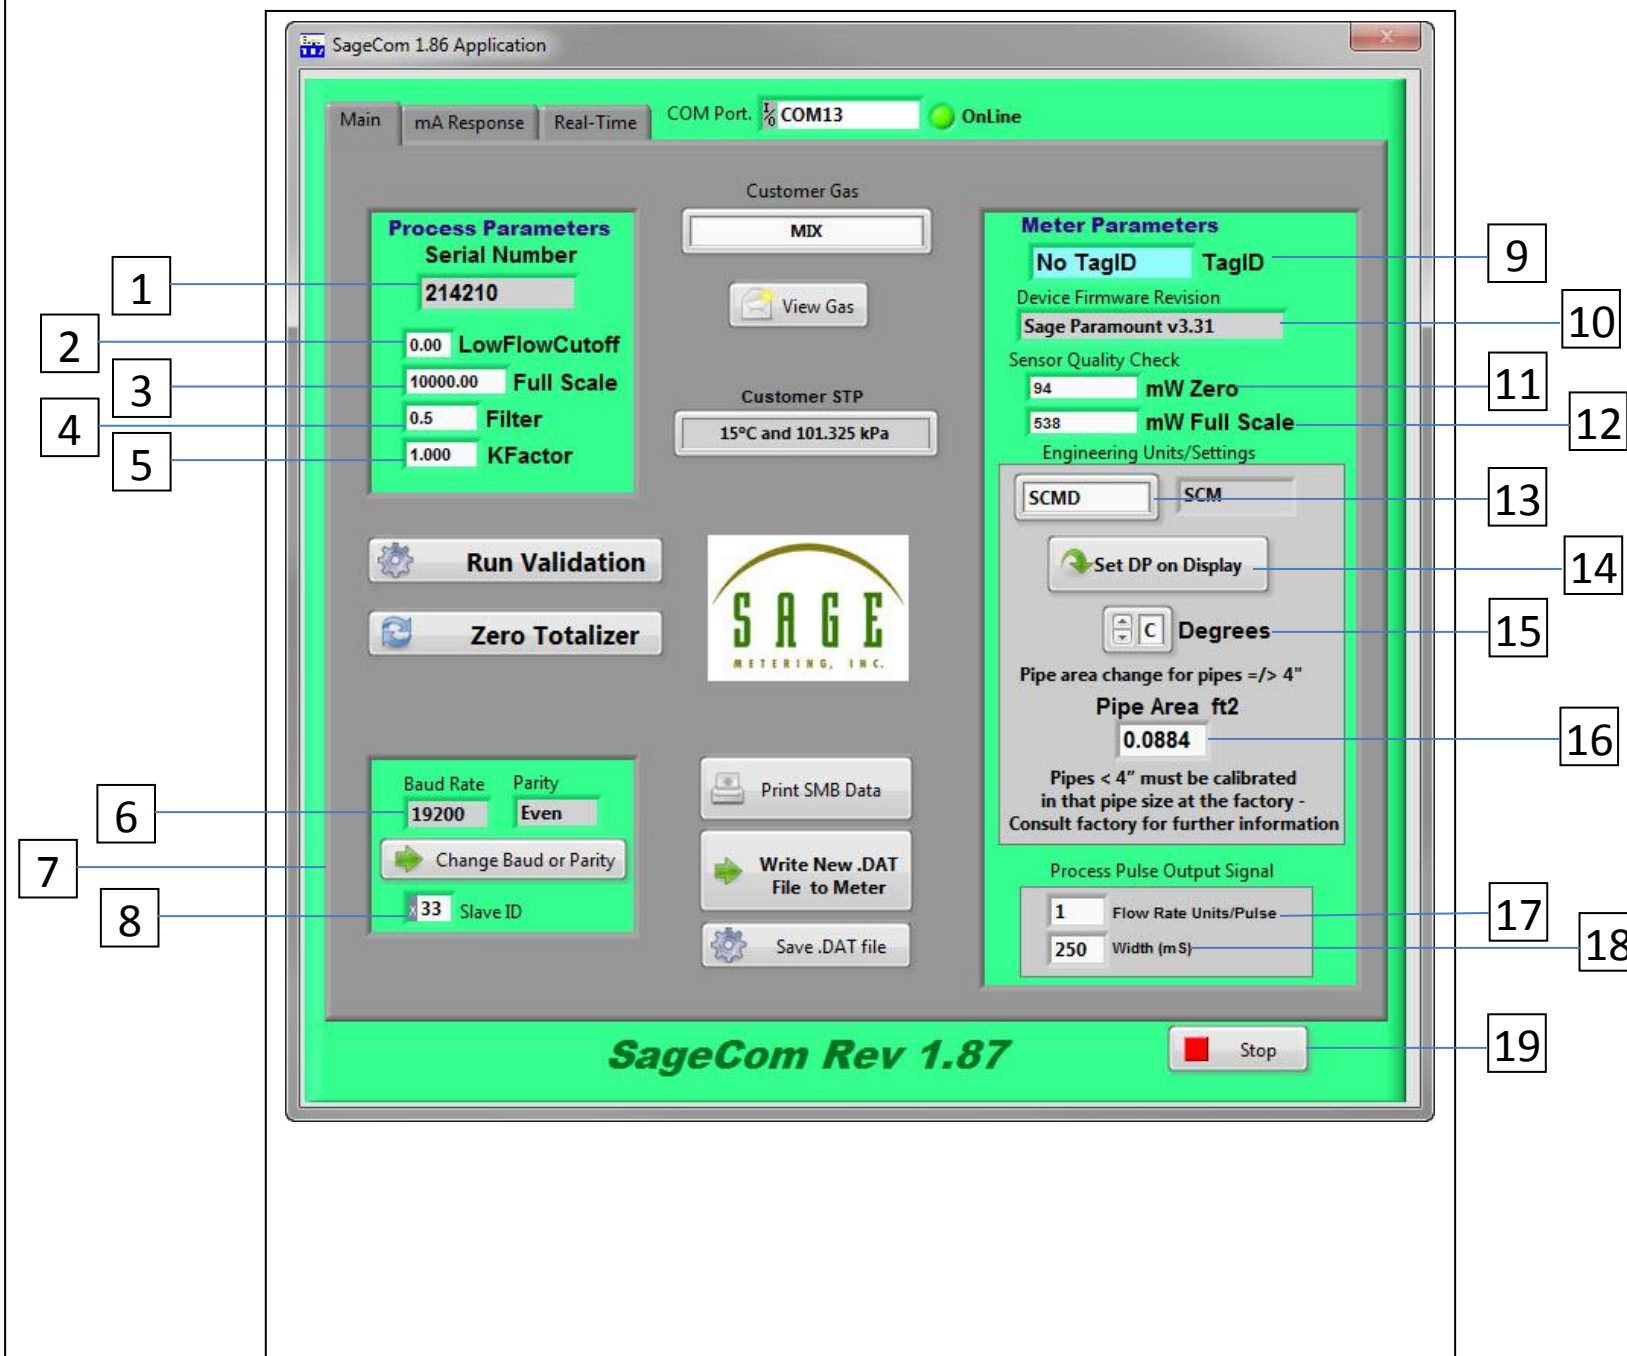 SageCom 1.86 Application
x
Main
mA Response
Real-Time
COM Port.
I/O COM13
OnLine
Process Parameters
Serial Number
214210
0.00 LowFlowCutoff
10000.00 Full Scale
0.5 Filter
1.000 KFactor
Customer Gas
MIX
View Gas
Customer STP
15°C and 101.325 kPa
Run Validation
Zero Totalizer
SAGE
METERING, INC.
Baud Rate Parity
19200 Even
Change Baud or Parity
x 33 Slave ID
Print SMB Data
Write New .DAT
File to Meter
Save .DAT file
Meter Parameters
No TagID TagID
Device Firmware Revision
Sage Paramount v3.31
Sensor Quality Check
94 mW Zero
538 mW Full Scale
Engineering Units/Settings
SCMD SCM
Set DP on Display
C Degrees
Pipe area change for pipes =/> 4"
Pipe Area ft2
0.0884
Pipes < 4" must be calibrated
in that pipe size at the factory -
Consult factory for further information
Process Pulse Output Signal
1 Flow Rate Units/Pulse
250 Width (mS)
SageCom Rev 1.87
Stop
1
2
3
4
5
6
7
8
9
10
11
12
13
14
15
16
17
18
19